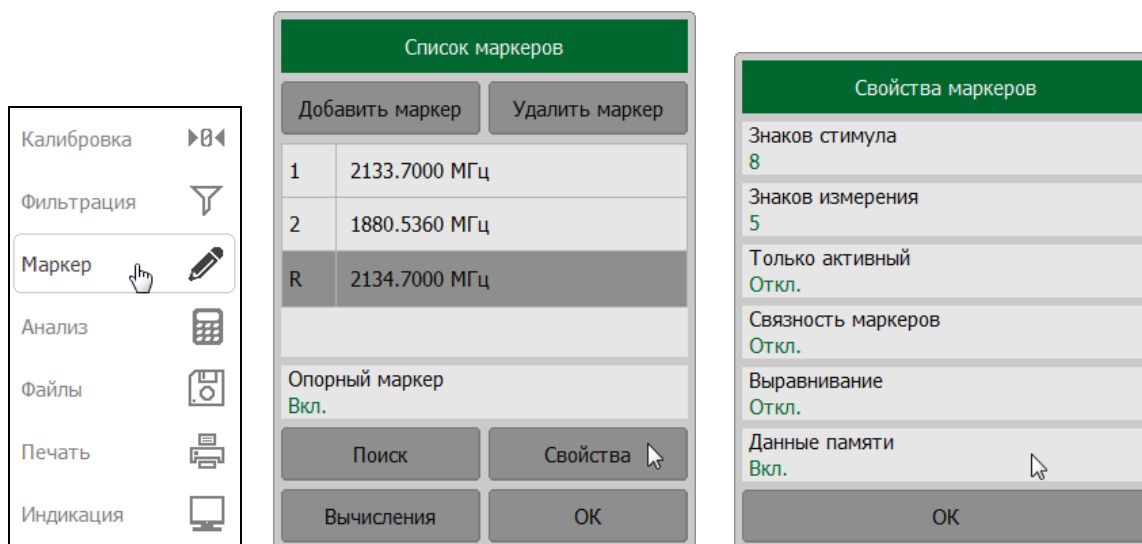 Калибровка
Фильтрация
Маркер
Анализ
Файлы
Печать
Индикация
Список маркеров
Добавить маркер Удалить маркер
1 2133.7000 МГц
2 1880.5360 МГц
R 2134.7000 МГц
Опорный маркер
Вкл.
Поиск Свойства
Вычисления ОК
Свойства маркеров
Знаков стимула
8
Знаков измерения
5
Только активный
Откл.
Связность маркеров
Откл.
Выравнивание
Откл.
Данные памяти
Вкл.
ОК